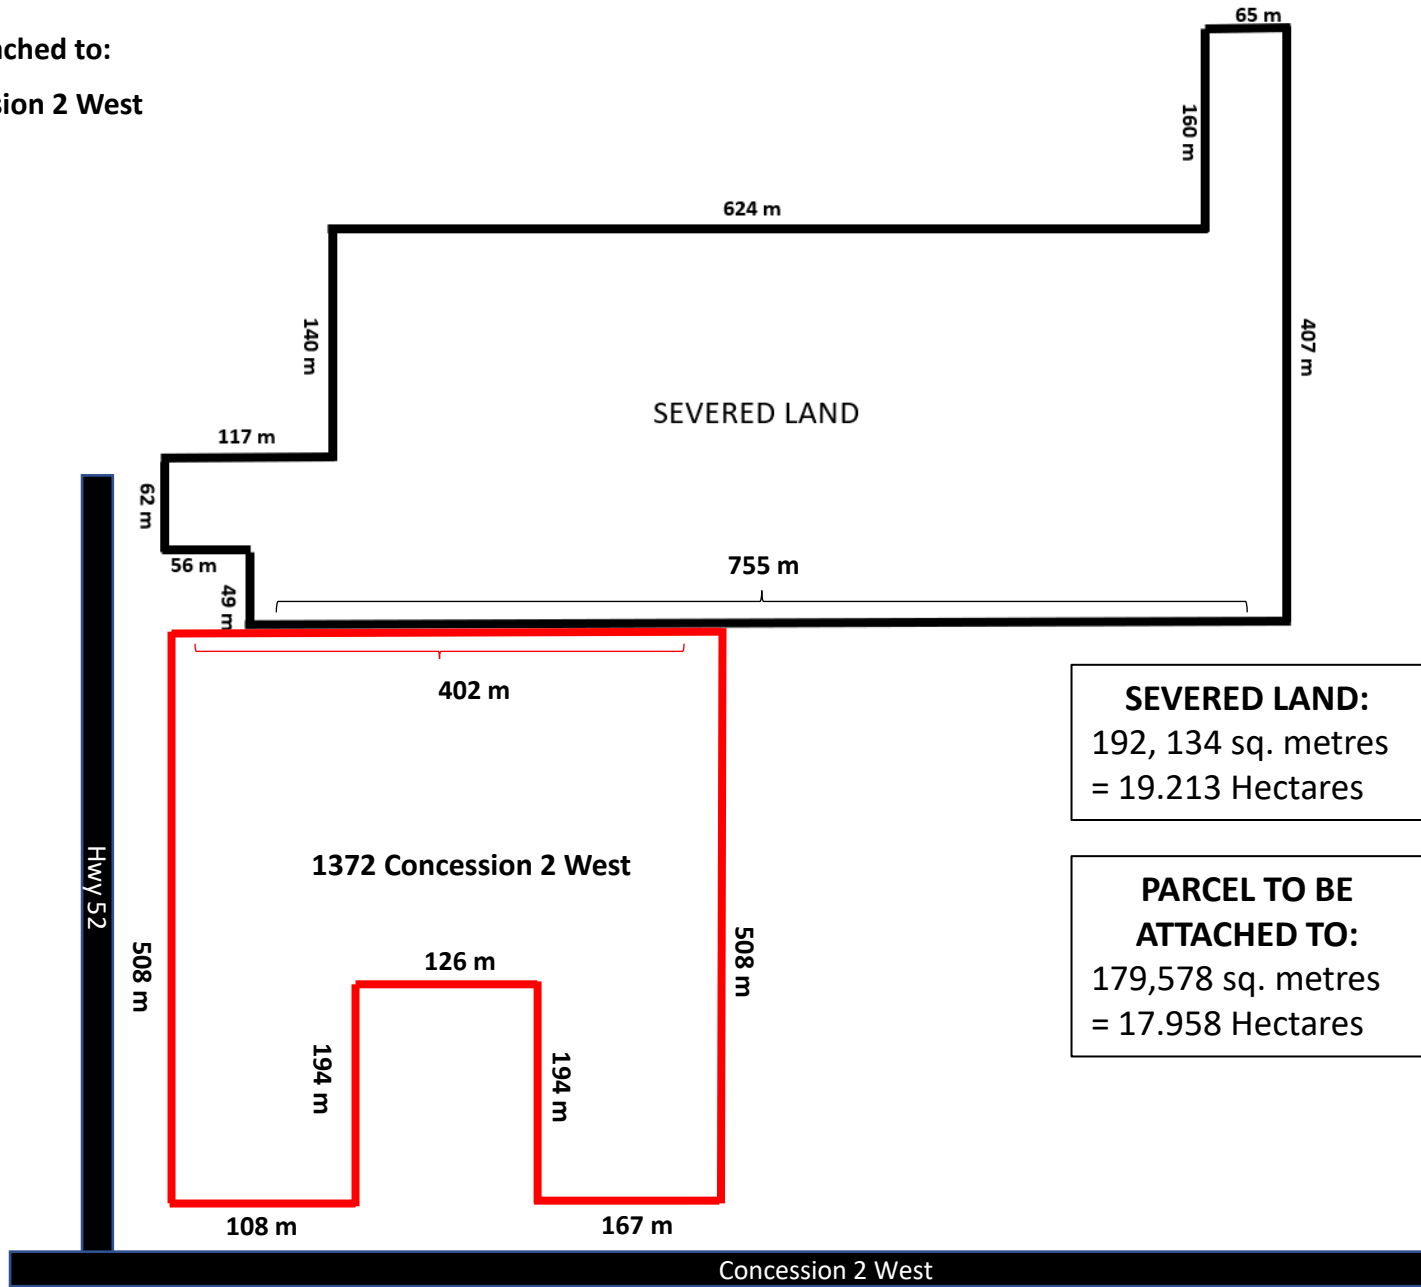 ached to:
sion 2 West
65 m
160 m
624 m
140 m
407 m
SEVERED LAND
117 m
62 m
56 m
49 m
755 m
402 m
SEVERED LAND:
192, 134 sq. metres
= 19.213 Hectares
1372 Concession 2 West
PARCEL TO BE
ATTACHED TO:
179,578 sq. metres
= 17.958 Hectares
Hwy 52
508 m
508 m
126 m
194 m
194 m
108 m
167 m
Concession 2 West